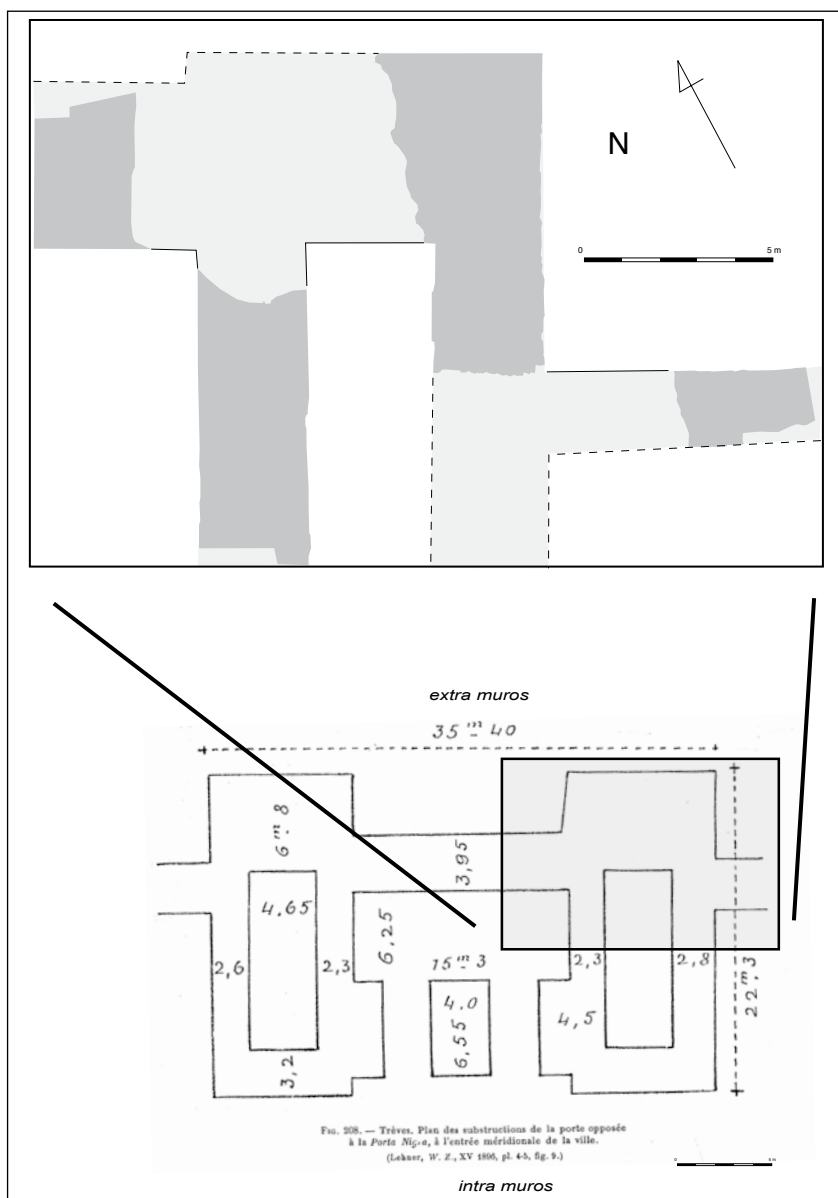 N
0 5 m
extra muros
35 m 40
6 m 8
3,95
4.65
6,25
2,6
2,3
15 m 3
2,3
2,8
4.0
6,55
4,5
22 m 3
3,2
FIG. 208. — Trèves. Plan des substructions de la porte opposée
à la Porta Nigra, à l'entrée méridionale de la ville.
(Lehner, W. Z., XV 1896, pl. 4-5, fig. 9.)
intra muros